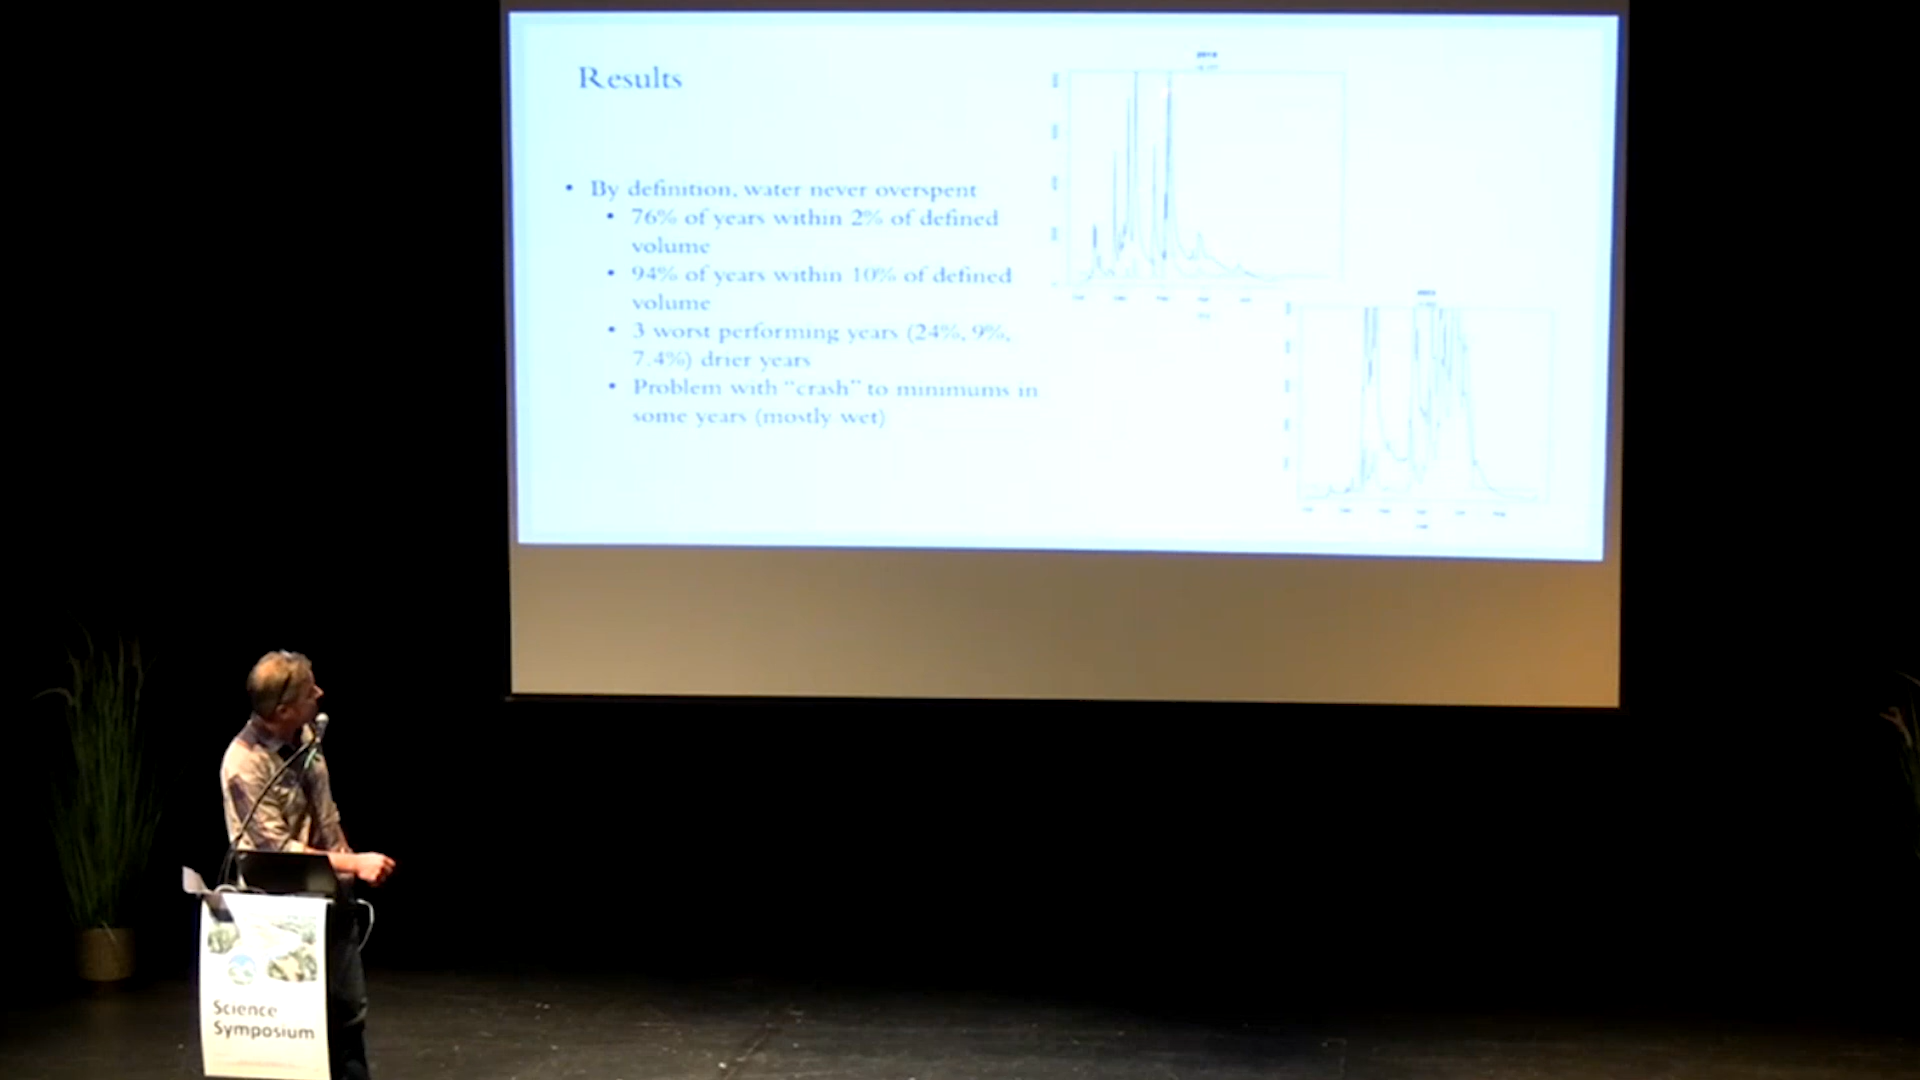 Results
• By definition, water never overspent
• 76% of years within 2% of defined
volume
• 94% of years within 10% of defined
volume
• 3 worst performing years (24%, 9%,
7.4%) drier years
• Problem with “crash” to minimums in
some years (mostly wet)
Science
Symposium